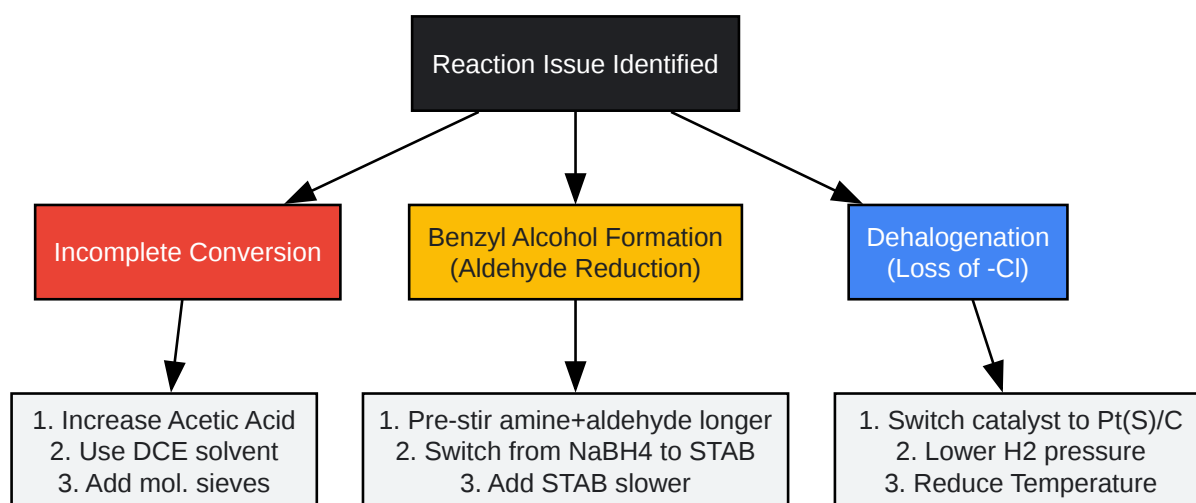 Reaction Issue Identified
Incomplete Conversion
Benzyl Alcohol Formation
(Aldehyde Reduction)
Dehalogenation
(Loss of -Cl)
1. Increase Acetic Acid
2. Use DCE solvent
3. Add mol. sieves
1. Pre-stir amine+aldehyde longer
2. Switch from NaBH4 to STAB
3. Add STAB slower
1. Switch catalyst to Pt(S)/C
2. Lower H2 pressure
3. Reduce Temperature